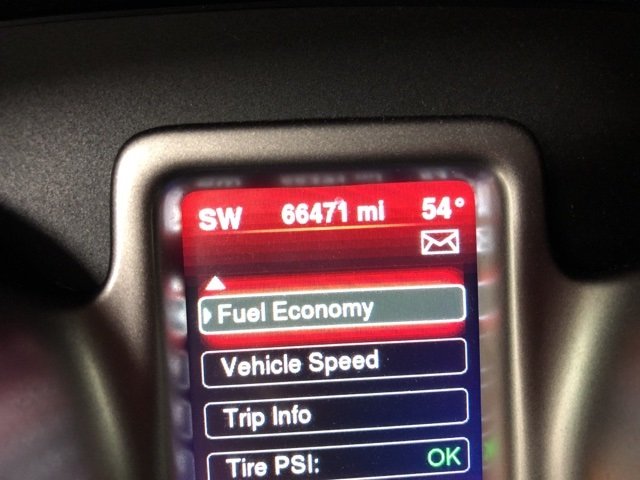 SW 66471 mi 54°
Fuel Economy
Vehicle Speed
Trip Info
Tire PSI: OK